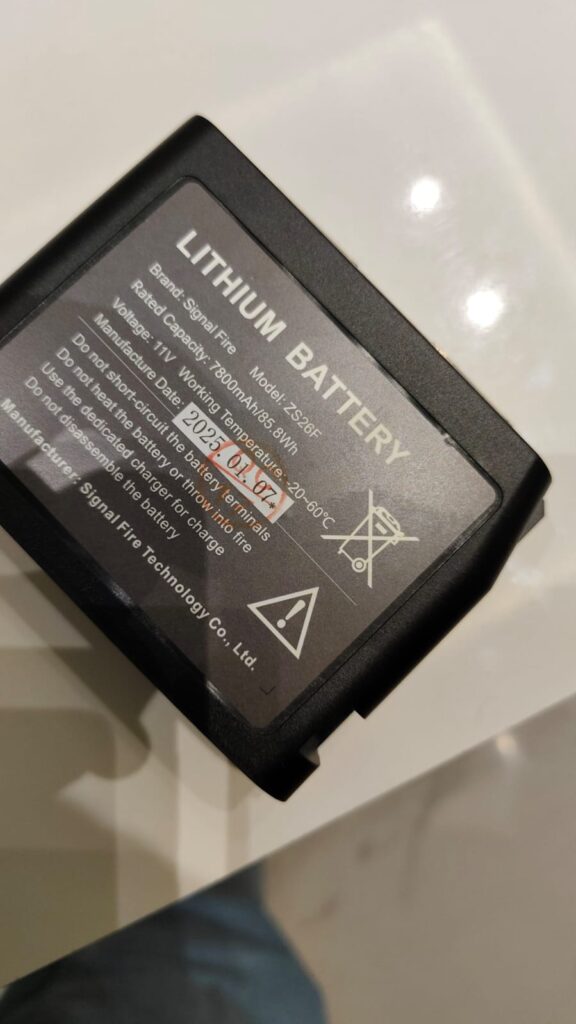 LITHIUM BATTERY
Brand: Signal Fire Model: ZS26F
Rated Capacity: 7800mAh/85.8Wh
Voltage: 11V Working Temperature: -20~60℃
Manufacture Date: 2025.01.07*
Do not short-circuit the battery terminals
Do not heat the battery or throw into fire
Use the dedicated charger for charge
Do not disassemble the battery
Manufacturer: Signal Fire Technology Co., Ltd.